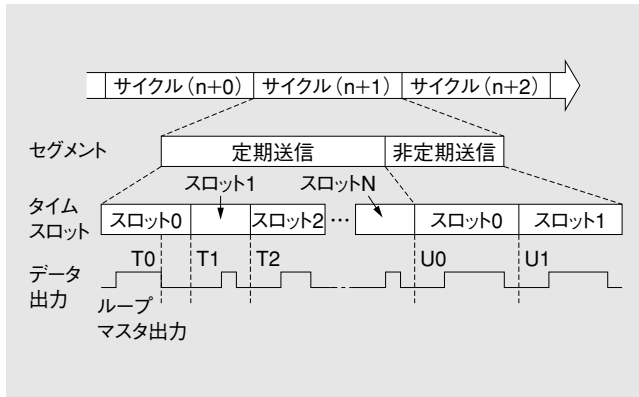 サイクル（n+0） サイクル（n+1） サイクル（n+2）
セグメント 定期送信 非定期送信
スロット1 スロットN
タイム
スロット
スロット0 スロット2 … スロット0 スロット1
T0 T1 T2 U0 U1
データ
出力
ループ
マスタ出力